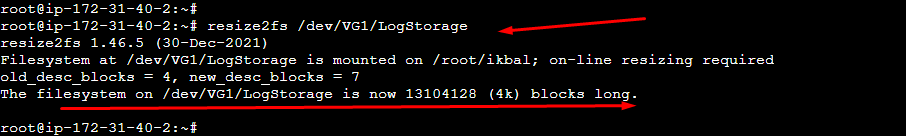 root@ip-172-31-40-2:~#
root@ip-172-31-40-2:~# resize2fs /dev/VG1/LogStorage
resize2fs 1.46.5 (30-Dec-2021)
Filesystem at /dev/VG1/LogStorage is mounted on /root/ikbal; on-line resizing required
old_desc_blocks = 4, new_desc_blocks = 7
The filesystem on /dev/VG1/LogStorage is now 13104128 (4k) blocks long.
root@ip-172-31-40-2:~#